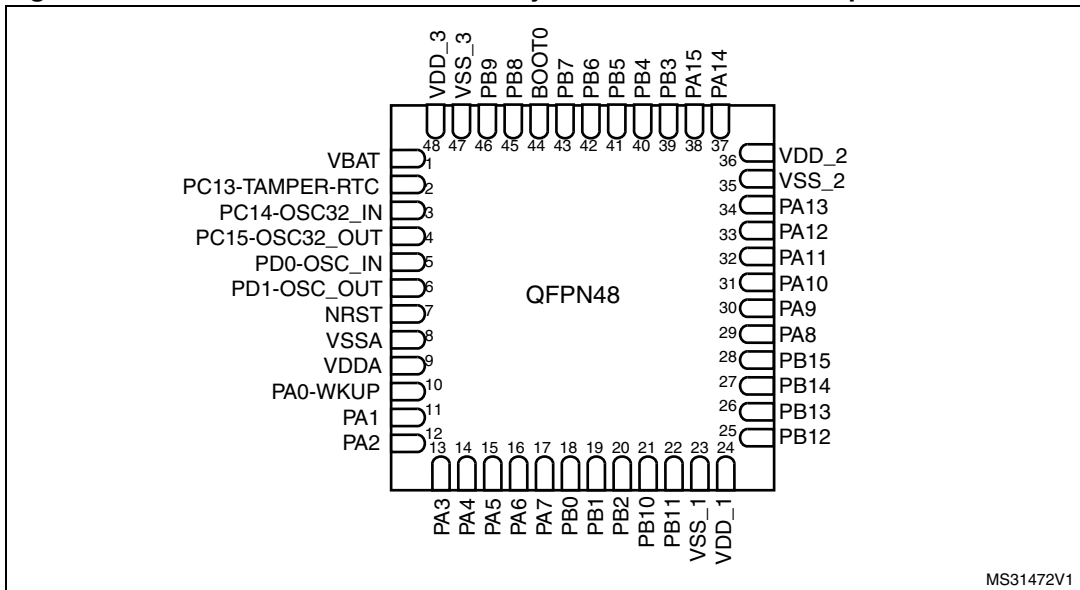 VDD_3
VSS_3
PB9
PB8
BOOT0
PB7
PB6
PB5
PB4
PB3
PA15
PA14
48 47 46 45 44 43 42 41 40 39 38 37
VBAT 1
PC13-TAMPER-RTC 2
PC14-OSC32_IN 3
PC15-OSC32_OUT 4
PD0-OSC_IN 5
PD1-OSC_OUT 6
NRST 7
VSSA 8
VDDA 9
PA0-WKUP 10
PA1 11
PA2 12
QFPN48
36 VDD_2
35 VSS_2
34 PA13
33 PA12
32 PA11
31 PA10
30 PA9
29 PA8
28 PB15
27 PB14
26 PB13
25 PB12
13 14 15 16 17 18 19 20 21 22 23 24
PA3
PA4
PA5
PA6
PA7
PB0
PB1
PB2
PB10
PB11
VSS_1
VDD_1
MS31472V1